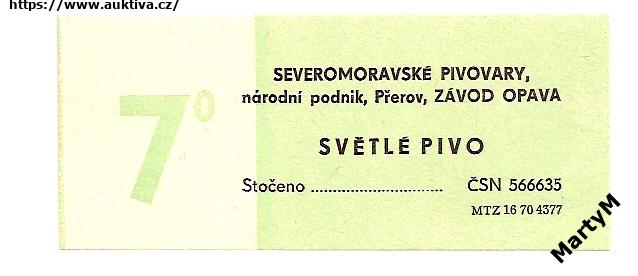 https://www.auktiva.cz/
7°
SEVEROMORAVSKÉ PIVOVARY,
národní podnik, Přerov, ZÁVOD OPAVA
SVĚTLÉ PIVO
Stočeno ............................ ČSN 566635
MTZ 16 70 4377
MartyM